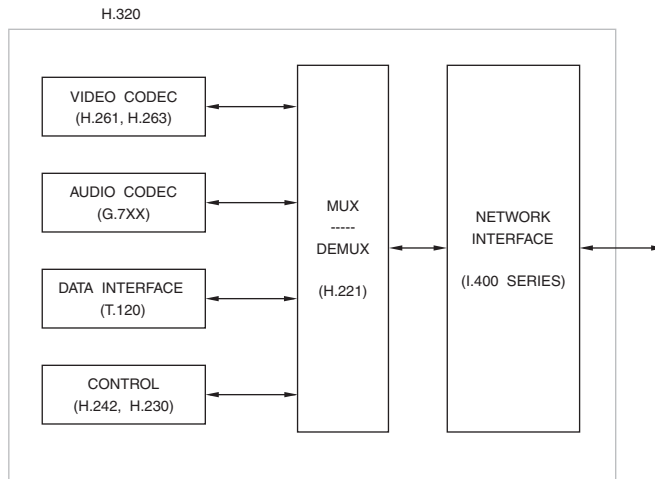 H.320
VIDEO CODEC
(H.261, H.263)
AUDIO CODEC
(G.7XX)
DATA INTERFACE
(T.120)
CONTROL
(H.242, H.230)
MUX
-----
DEMUX
(H.221)
NETWORK
INTERFACE
(I.400 SERIES)